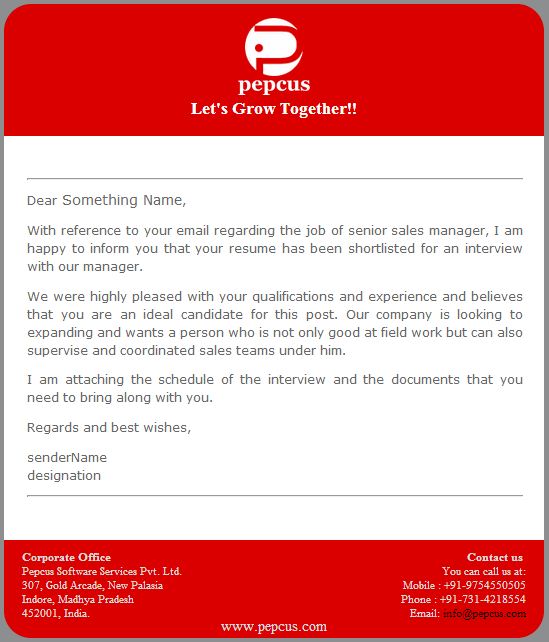 pepcus
Let's Grow Together!!
Dear Something Name,
With reference to your email regarding the job of senior sales manager, I am
happy to inform you that your resume has been shortlisted for an interview
with our manager.
We were highly pleased with your qualifications and experience and believes
that you are an ideal candidate for this post. Our company is looking to
expanding and wants a person who is not only good at field work but can also
supervise and coordinated sales teams under him.
I am attaching the schedule of the interview and the documents that you
need to bring along with you.
Regards and best wishes,
senderName
designation
Corporate Office
Pepcus Software Services Pvt. Ltd.
307, Gold Arcade, New Palasia
Indore, Madhya Pradesh
452001, India.
Contact us
You can call us at:
Mobile : +91-9754550505
Phone : +91-731-4218554
Email: info@pepcus.com
www.pepcus.com